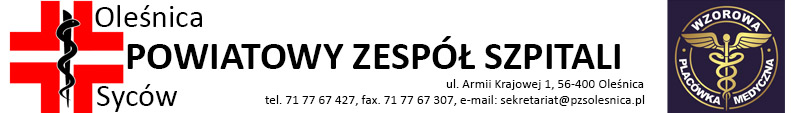 Oleśnica
POWIATOWY ZESPÓŁ SZPITALI
ul. Armii Krajowej 1, 56-400 Oleśnica
Syców
tel. 71 77 67 427, fax. 71 77 67 307, e-mail: sekretariat@pzsolesnica.pl
WZOROWA
PLACÓWKA MEDYCZNA